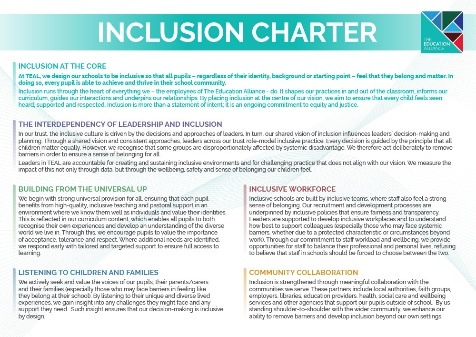 INCLUSION CHARTER
THE
EDUCATION
ALLIANCE
INCLUSION AT THE CORE
At TEAL, we design our schools to be inclusive so that all pupils – regardless of their identity, background or starting point – feel that they belong and matter. In
doing so, every pupil is able to achieve and thrive in their school community.
Inclusion runs through the heart of everything we – the employees of The Education Alliance - do. It shapes our practices in and out of the classroom, informs our
curriculum, guides our interactions and underpins our relationships. By placing inclusion at the centre of our vision, we aim to ensure that every child feels seen,
heard, supported and respected. Inclusion is more than a statement of intent; it is an ongoing commitment to equity and justice.
THE INTERDEPENDENCY OF LEADERSHIP AND INCLUSION
In our trust, the inclusive culture is driven by the decisions and approaches of leaders. In turn, our shared vision of inclusion influences leaders' decision-making and
planning. Through a shared vision and consistent approaches, leaders across our trust role-model inclusive practice. Every decision is guided by the principle that all
children matter equally. However, we recognise that some groups are disproportionately affected by systemic disadvantage. We therefore act deliberately to remove
barriers in order to ensure a sense of belonging for all.
Leaders in TEAL are accountable for creating and sustaining inclusive environments and for challenging practice that does not align with our vision. We measure the
impact of this not only through data, but through the wellbeing, safety and sense of belonging our children feel.
BUILDING FROM THE UNIVERSAL UP
We begin with strong universal provision for all, ensuring that each pupil
benefits from high-quality, inclusive teaching and pastoral support in an
environment where we know them well as individuals and value their identities.
This is reflected in our curriculum content, which enables all pupils to both
recognise their own experiences and develop an understanding of the diverse
world we live in. Through this, we encourage pupils to value the importance
of acceptance, tolerance and respect. Where additional needs are identified,
we respond early with tailored and targeted support to ensure full access to
learning.
INCLUSIVE WORKFORCE
Inclusive schools are built by inclusive teams, where staff also feel a strong
sense of belonging. Our recruitment and development processes are
underpinned by inclusive policies that ensure fairness and transparency.
Leaders are supported to develop inclusive workplaces and to understand
how best to support colleagues (especially those who may face systemic
barriers, whether due to a protected characteristic or circumstances beyond
work). Through our commitment to staff workload and wellbeing, we provide
opportunities for staff to balance their professional and personal lives, refusing
to believe that staff in schools should be forced to choose between the two.
LISTENING TO CHILDREN AND FAMILIES
We actively seek and value the voices of our pupils, their parents/carers
and their families (especially those who may face barriers in feeling like
they belong at their school). By listening to their unique and diverse lived
experiences, we gain insight into any challenges they might face and any
support they need. Such insight ensures that our decision-making is inclusive
by design.
COMMUNITY COLLABORATION
Inclusion is strengthened through meaningful collaboration with the
communities we serve. These partners include local authorities, faith groups,
employers, libraries, education providers, health, social care and wellbeing
services and other agencies that support our pupils outside of school. By us
standing shoulder-to-shoulder with the wider community, we enhance our
ability to remove barriers and develop inclusion beyond our own settings.